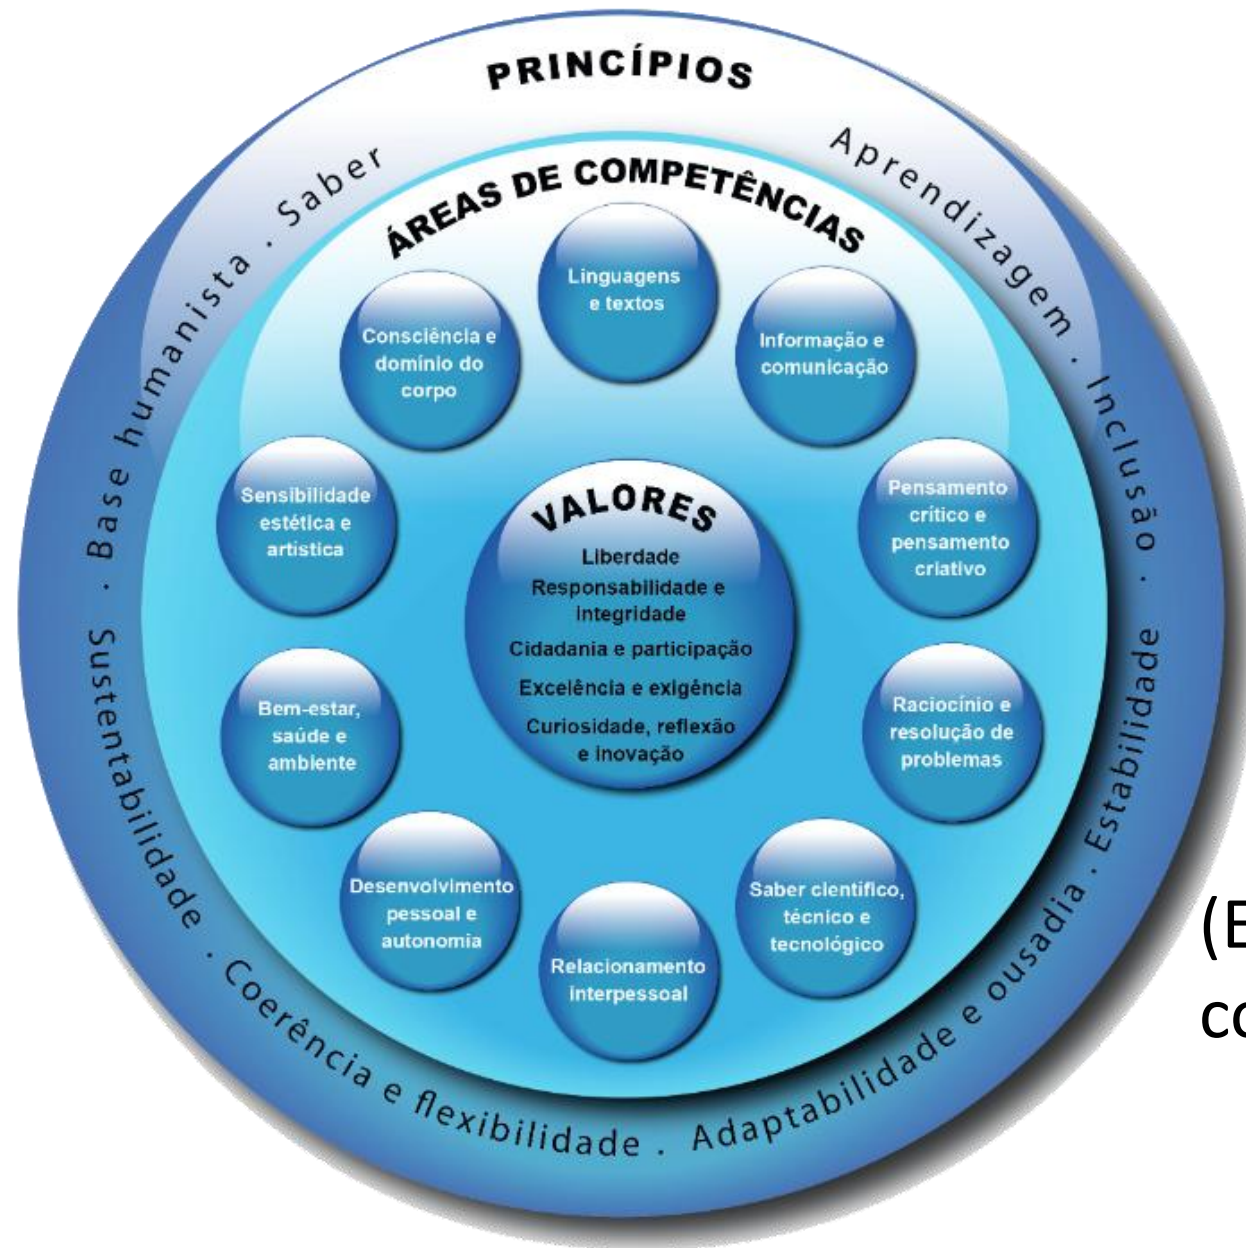 PRINCÍPIOS
. Base humanista . Saber
Aprendizagem . Inclusão .
Sustentabilidade . Coerência e flexibilidade . Adaptabilidade e ousadia . Estabilidade
ÁREAS DE COMPETÊNCIAS
Linguagens
e textos
Informação e
comunicação
Pensamento
crítico e
pensamento
criativo
Raciocínio e
resolução de
problemas
Saber científico,
técnico e
tecnológico
Relacionamento
interpessoal
Desenvolvimento
pessoal e
autonomia
Bem-estar,
saúde e
ambiente
Sensibilidade
estética e
artística
Consciência e
domínio do
corpo
VALORES
Liberdade
Responsabilidade e
integridade
Cidadania e participação
Excelência e exigência
Curiosidade, reflexão
e inovação